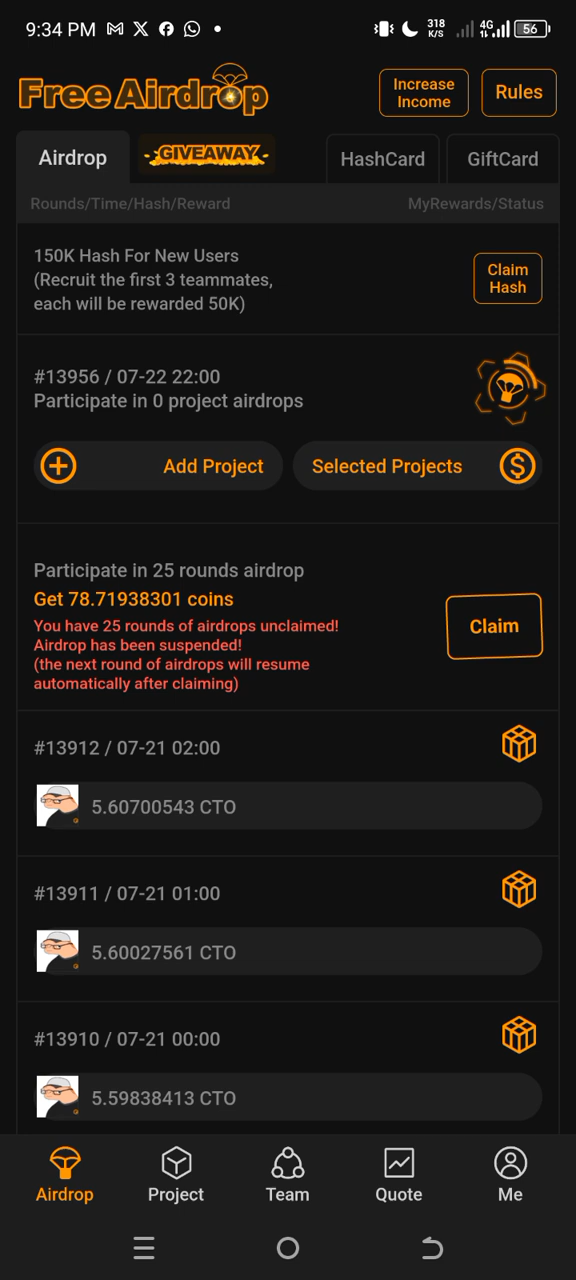 9:34 PM
318 K/S
4G
56
Free Airdrop
Increase
Income
Rules
Airdrop
GIVEAWAY
HashCard
GiftCard
Rounds/Time/Hash/Reward
MyRewards/Status
150K Hash For New Users
(Recruit the first 3 teammates,
each will be rewarded 50K)
Claim
Hash
#13956 / 07-22 22:00
Participate in 0 project airdrops
Add Project
Selected Projects
Participate in 25 rounds airdrop
Get 78.71938301 coins
You have 25 rounds of airdrops unclaimed!
Airdrop has been suspended!
(the next round of airdrops will resume
automatically after claiming)
Claim
#13912 / 07-21 02:00
5.60700543 CTO
#13911 / 07-21 01:00
5.60027561 CTO
#13910 / 07-21 00:00
5.59838413 CTO
Airdrop
Project
Team
Quote
Me